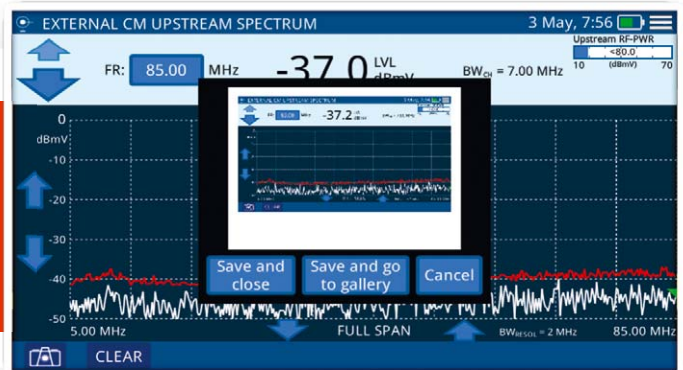 EXTERNAL CM UPSTREAM SPECTRUM 3 May, 7:56
Upstream RF-PWR
<80.0
10 (dBmV) 70
FR: 85.00 MHz -37.0 LVL dBmV BWCH = 7.00 MHz
-37.2
0
dBmV
-10
-20
-30
-40
-50
Save and close
Save and go to gallery
Cancel
5.00 MHz FULL SPAN BWRESOL = 2 MHz 85.00 MHz
CLEAR